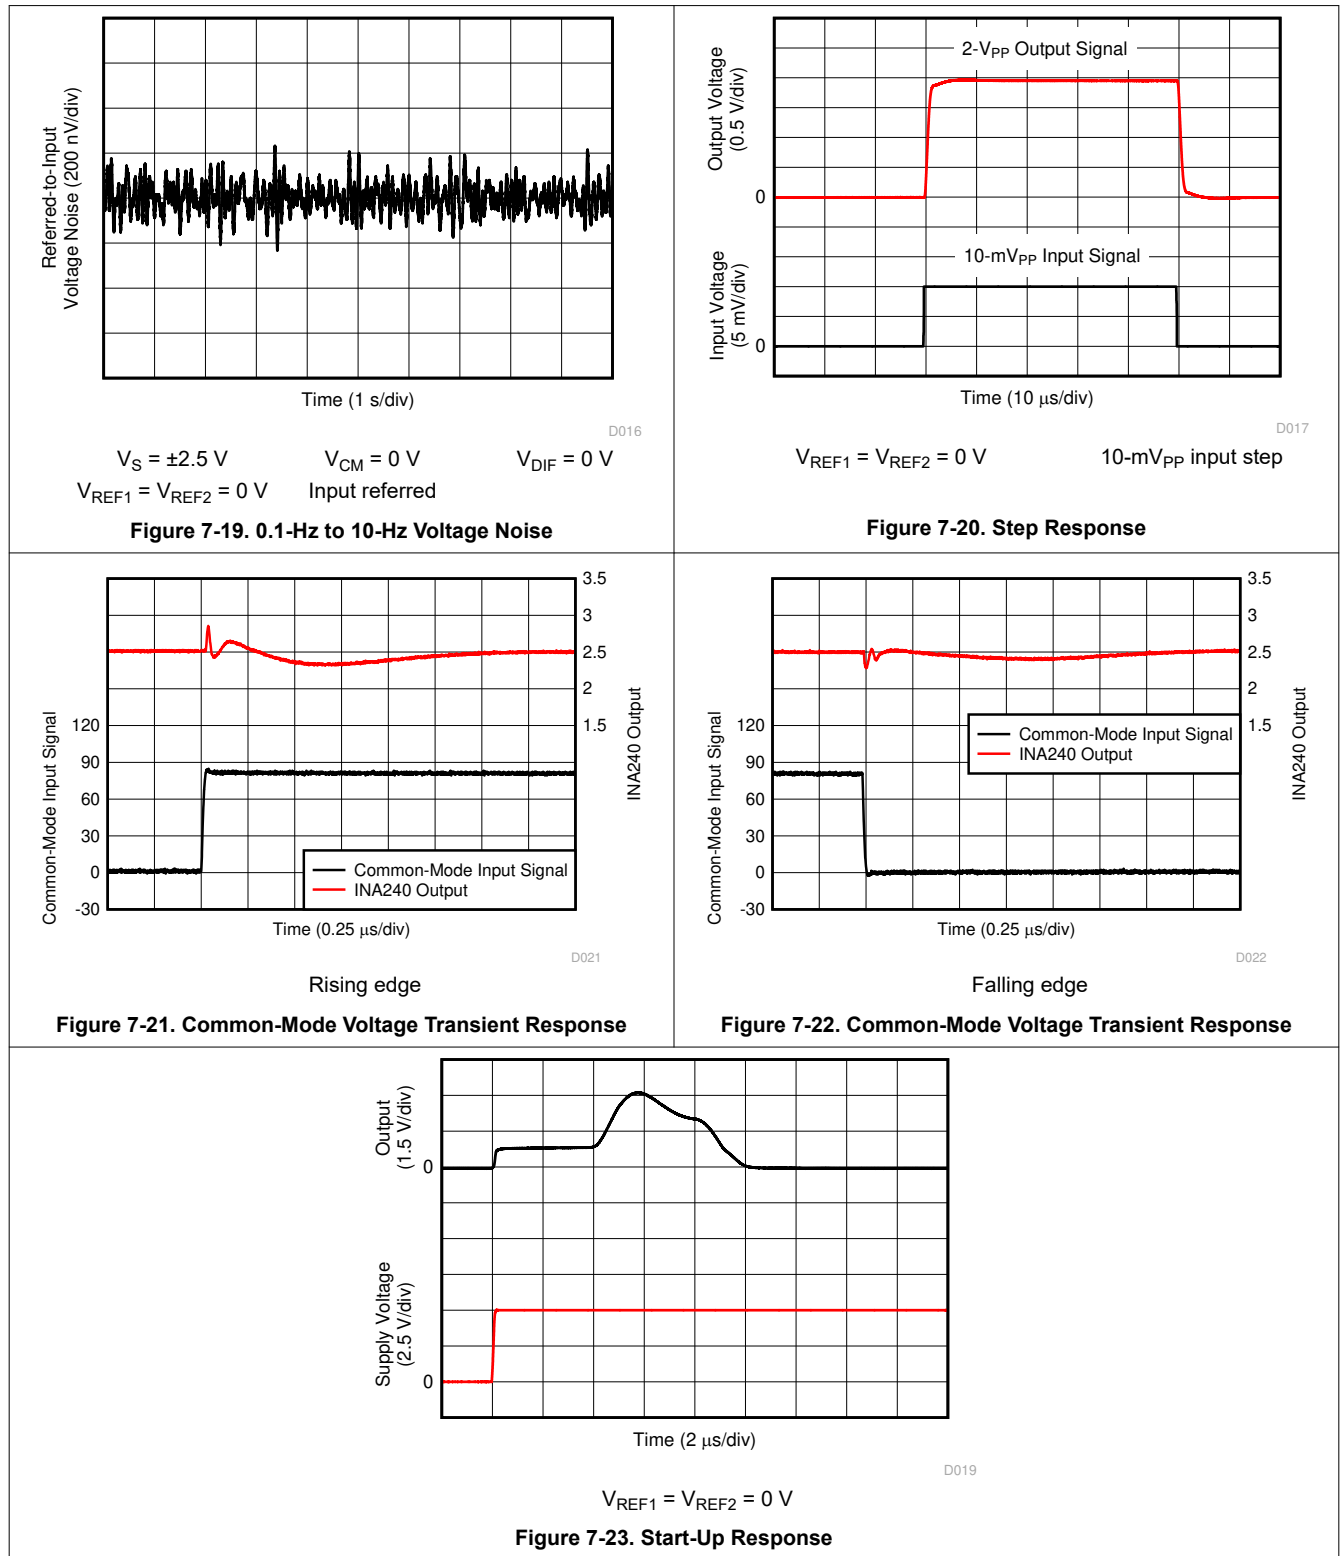 Referred-to-Input
Voltage Noise (200 nV/div)
Time (1 s/div)
D016
V_S = ±2.5 V V_CM = 0 V V_DIF = 0 V
V_REF1 = V_REF2 = 0 V Input referred
Figure 7-19. 0.1-Hz to 10-Hz Voltage Noise
Output Voltage
(0.5 V/div)
0
2-V_PP Output Signal
Input Voltage
(5 mV/div)
0
10-mV_PP Input Signal
Time (10 μs/div)
D017
V_REF1 = V_REF2 = 0 V 10-mV_PP input step
Figure 7-20. Step Response
Common-Mode Input Signal
120
90
60
30
0
-30
3.5
3
2.5
2
1.5
INA240 Output
Common-Mode Input Signal
INA240 Output
Time (0.25 μs/div)
D021
Rising edge
Figure 7-21. Common-Mode Voltage Transient Response
Common-Mode Input Signal
120
90
60
30
0
-30
3.5
3
2.5
2
1.5
INA240 Output
Common-Mode Input Signal
INA240 Output
Time (0.25 μs/div)
D022
Falling edge
Figure 7-22. Common-Mode Voltage Transient Response
Output
(1.5 V/div)
0
Supply Voltage
(2.5 V/div)
0
Time (2 μs/div)
D019
V_REF1 = V_REF2 = 0 V
Figure 7-23. Start-Up Response